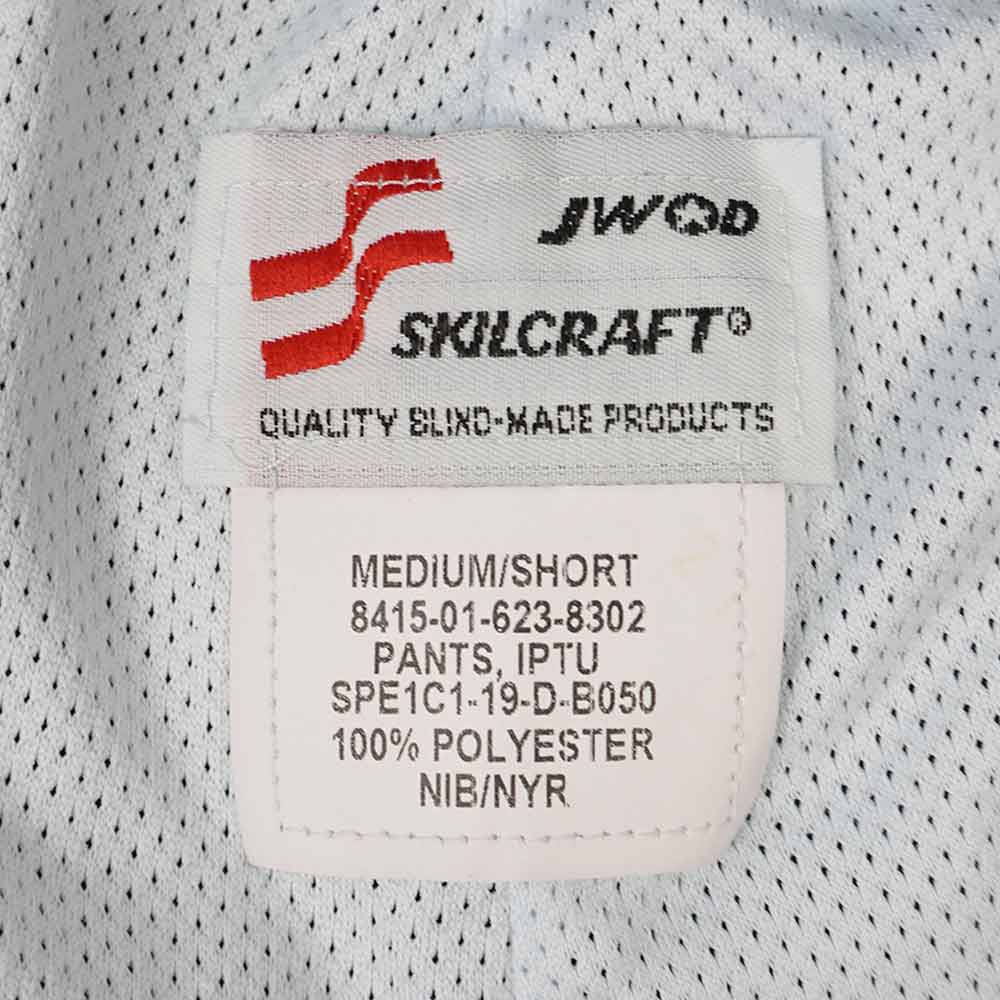 JWOD
SKILCRAFT®
QUALITY BLIND-MADE PRODUCTS
MEDIUM/SHORT
8415-01-623-8302
PANTS, IPTU
SPE1C1-19-D-B050
100% POLYESTER
NIB/NYR